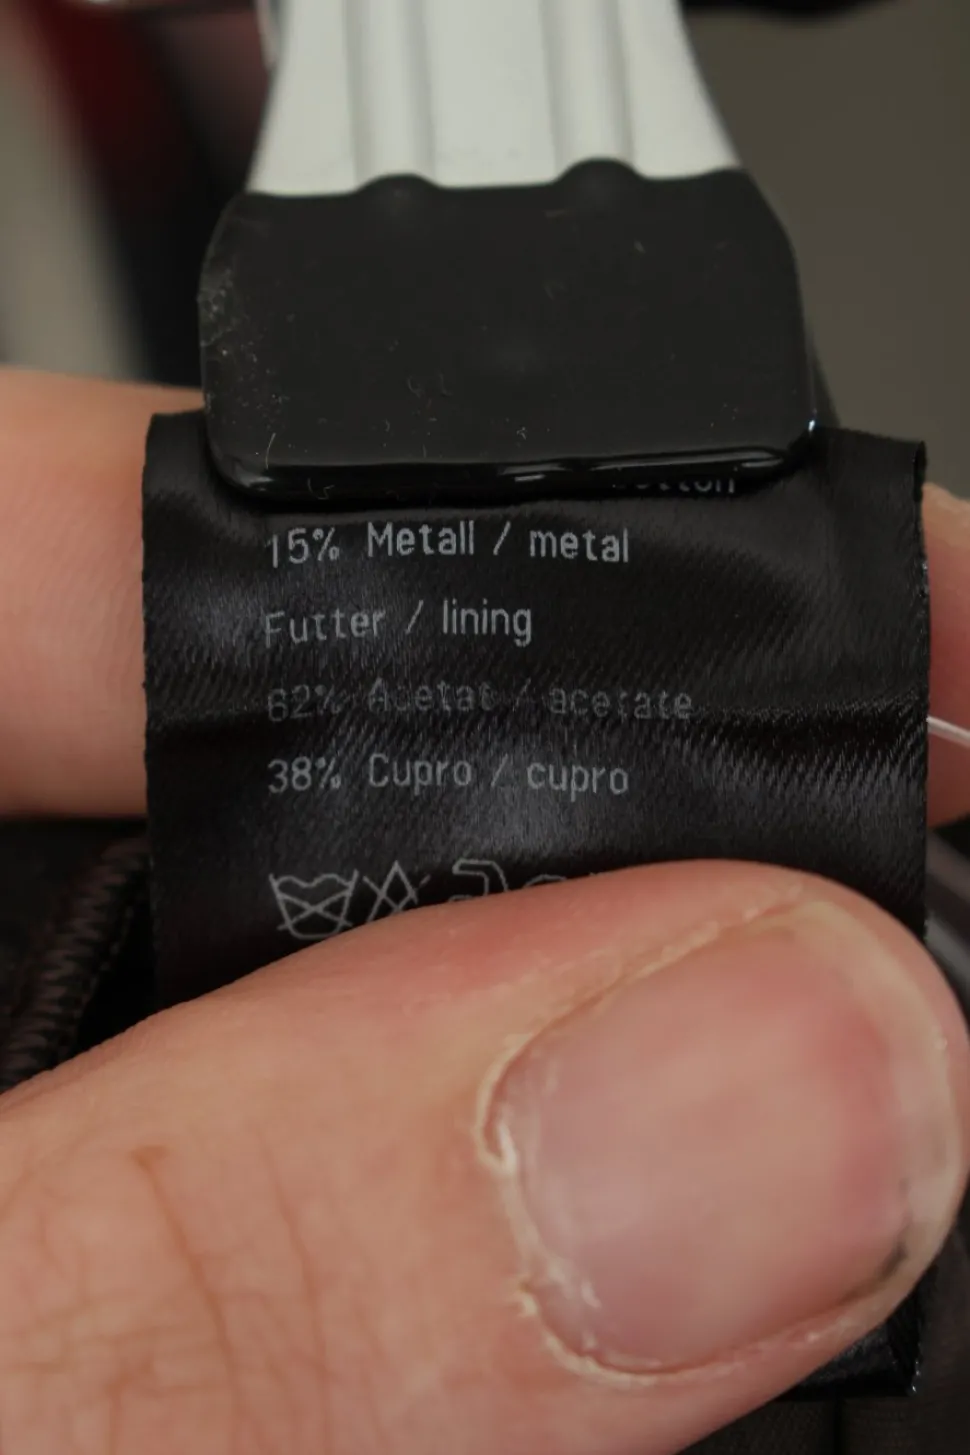 15% Metall / metal
Futter / lining
62% Acetat / acetate
38% Cupro / cupro